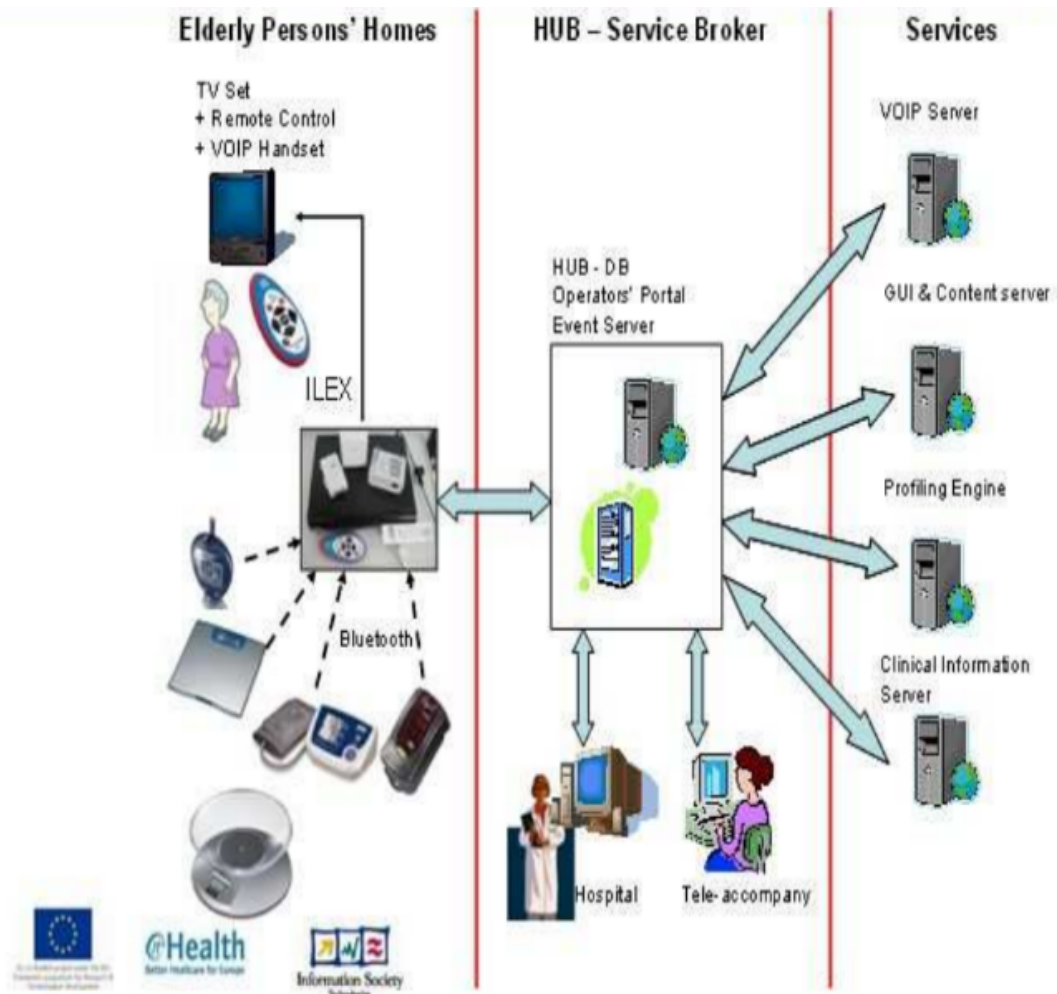 Elderly Persons' Homes
HUB – Service Broker
Services
TV Set
+ Remote Control
+ VOIP Handset
VOIP Server
HUB - DB
Operators' Portal
Event Server
GUI & Content server
ILEX
Profiling Engine
Bluetooth
Clinical Information
Server
Hospital
Tele-accompany
eHealth
Better Healthcare for Europe
Information Society